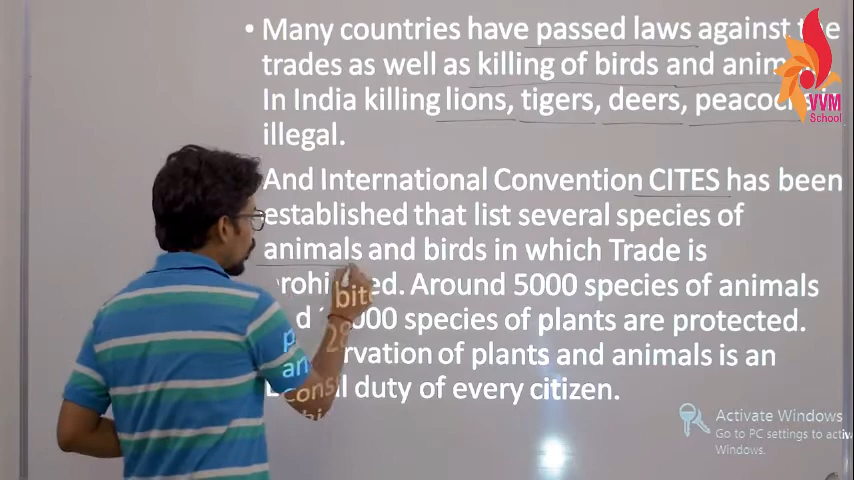 • Many countries have passed laws against the
trades as well as killing of birds and anim
In India killing lions, tigers, deers, peacock
illegal.
And International Convention CITES has been
established that list several species of
animals and birds in which Trade is
ed. Around 5000 species of animals
000 species of plants are protected.
rvation of plants and animals is an
duty of every citizen.
VVM
School
Activate Windows
Go to PC settings to activ
Windows.